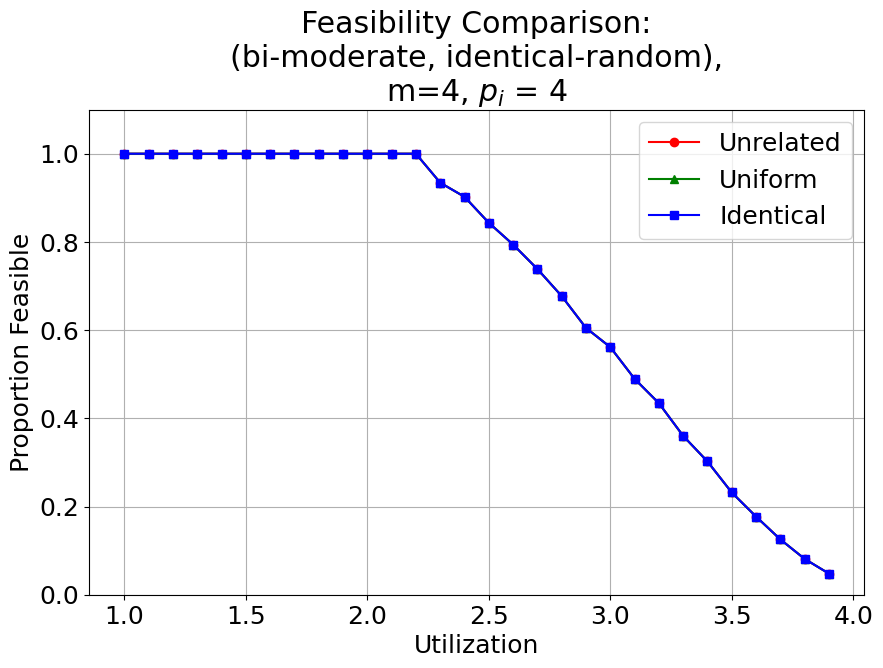 Feasibility Comparison:
(bi-moderate, identical-random),
m=4, $p_i$ = 4
Unrelated
Uniform
Identical
Proportion Feasible
1.0
0.8
0.6
0.4
0.2
0.0
1.0 1.5 2.0 2.5 3.0 3.5 4.0
Utilization